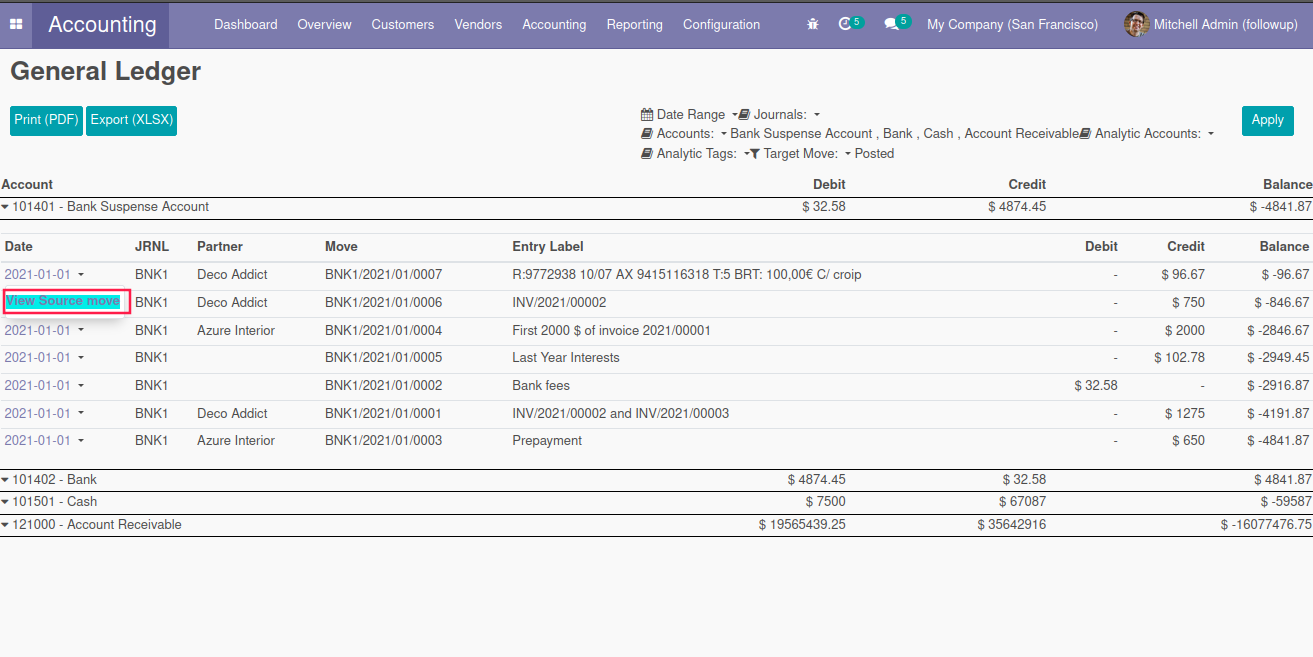 Accounting Dashboard Overview Customers Vendors Accounting Reporting Configuration 5 5 My Company (San Francisco) Mitchell Admin (followup)
General Ledger
Print (PDF) Export (XLSX) Date Range Journals: Apply
Accounts: Bank Suspense Account , Bank , Cash , Account Receivable Analytic Accounts:
Analytic Tags: Target Move: Posted
Account Debit Credit Balance
101401 - Bank Suspense Account $ 32.58 $ 4874.45 $ -4841.87
Date JRNL Partner Move Entry Label Debit Credit Balance
2021-01-01 BNK1 Deco Addict BNK1/2021/01/0007 R:9772938 10/07 AX 9415116318 T:5 BRT: 100,00€ C/ croip - $ 96.67 $ -96.67
View Source move BNK1 Deco Addict BNK1/2021/01/0006 INV/2021/00002 - $ 750 $ -846.67
2021-01-01 BNK1 Azure Interior BNK1/2021/01/0004 First 2000 $ of invoice 2021/00001 - $ 2000 $ -2846.67
2021-01-01 BNK1 BNK1/2021/01/0005 Last Year Interests - $ 102.78 $ -2949.45
2021-01-01 BNK1 BNK1/2021/01/0002 Bank fees $ 32.58 - $ -2916.87
2021-01-01 BNK1 Deco Addict BNK1/2021/01/0001 INV/2021/00002 and INV/2021/00003 - $ 1275 $ -4191.87
2021-01-01 BNK1 Azure Interior BNK1/2021/01/0003 Prepayment - $ 650 $ -4841.87
101402 - Bank $ 4874.45 $ 32.58 $ 4841.87
101501 - Cash $ 7500 $ 67087 $ -59587
121000 - Account Receivable $ 19565439.25 $ 35642916 $ -16077476.75